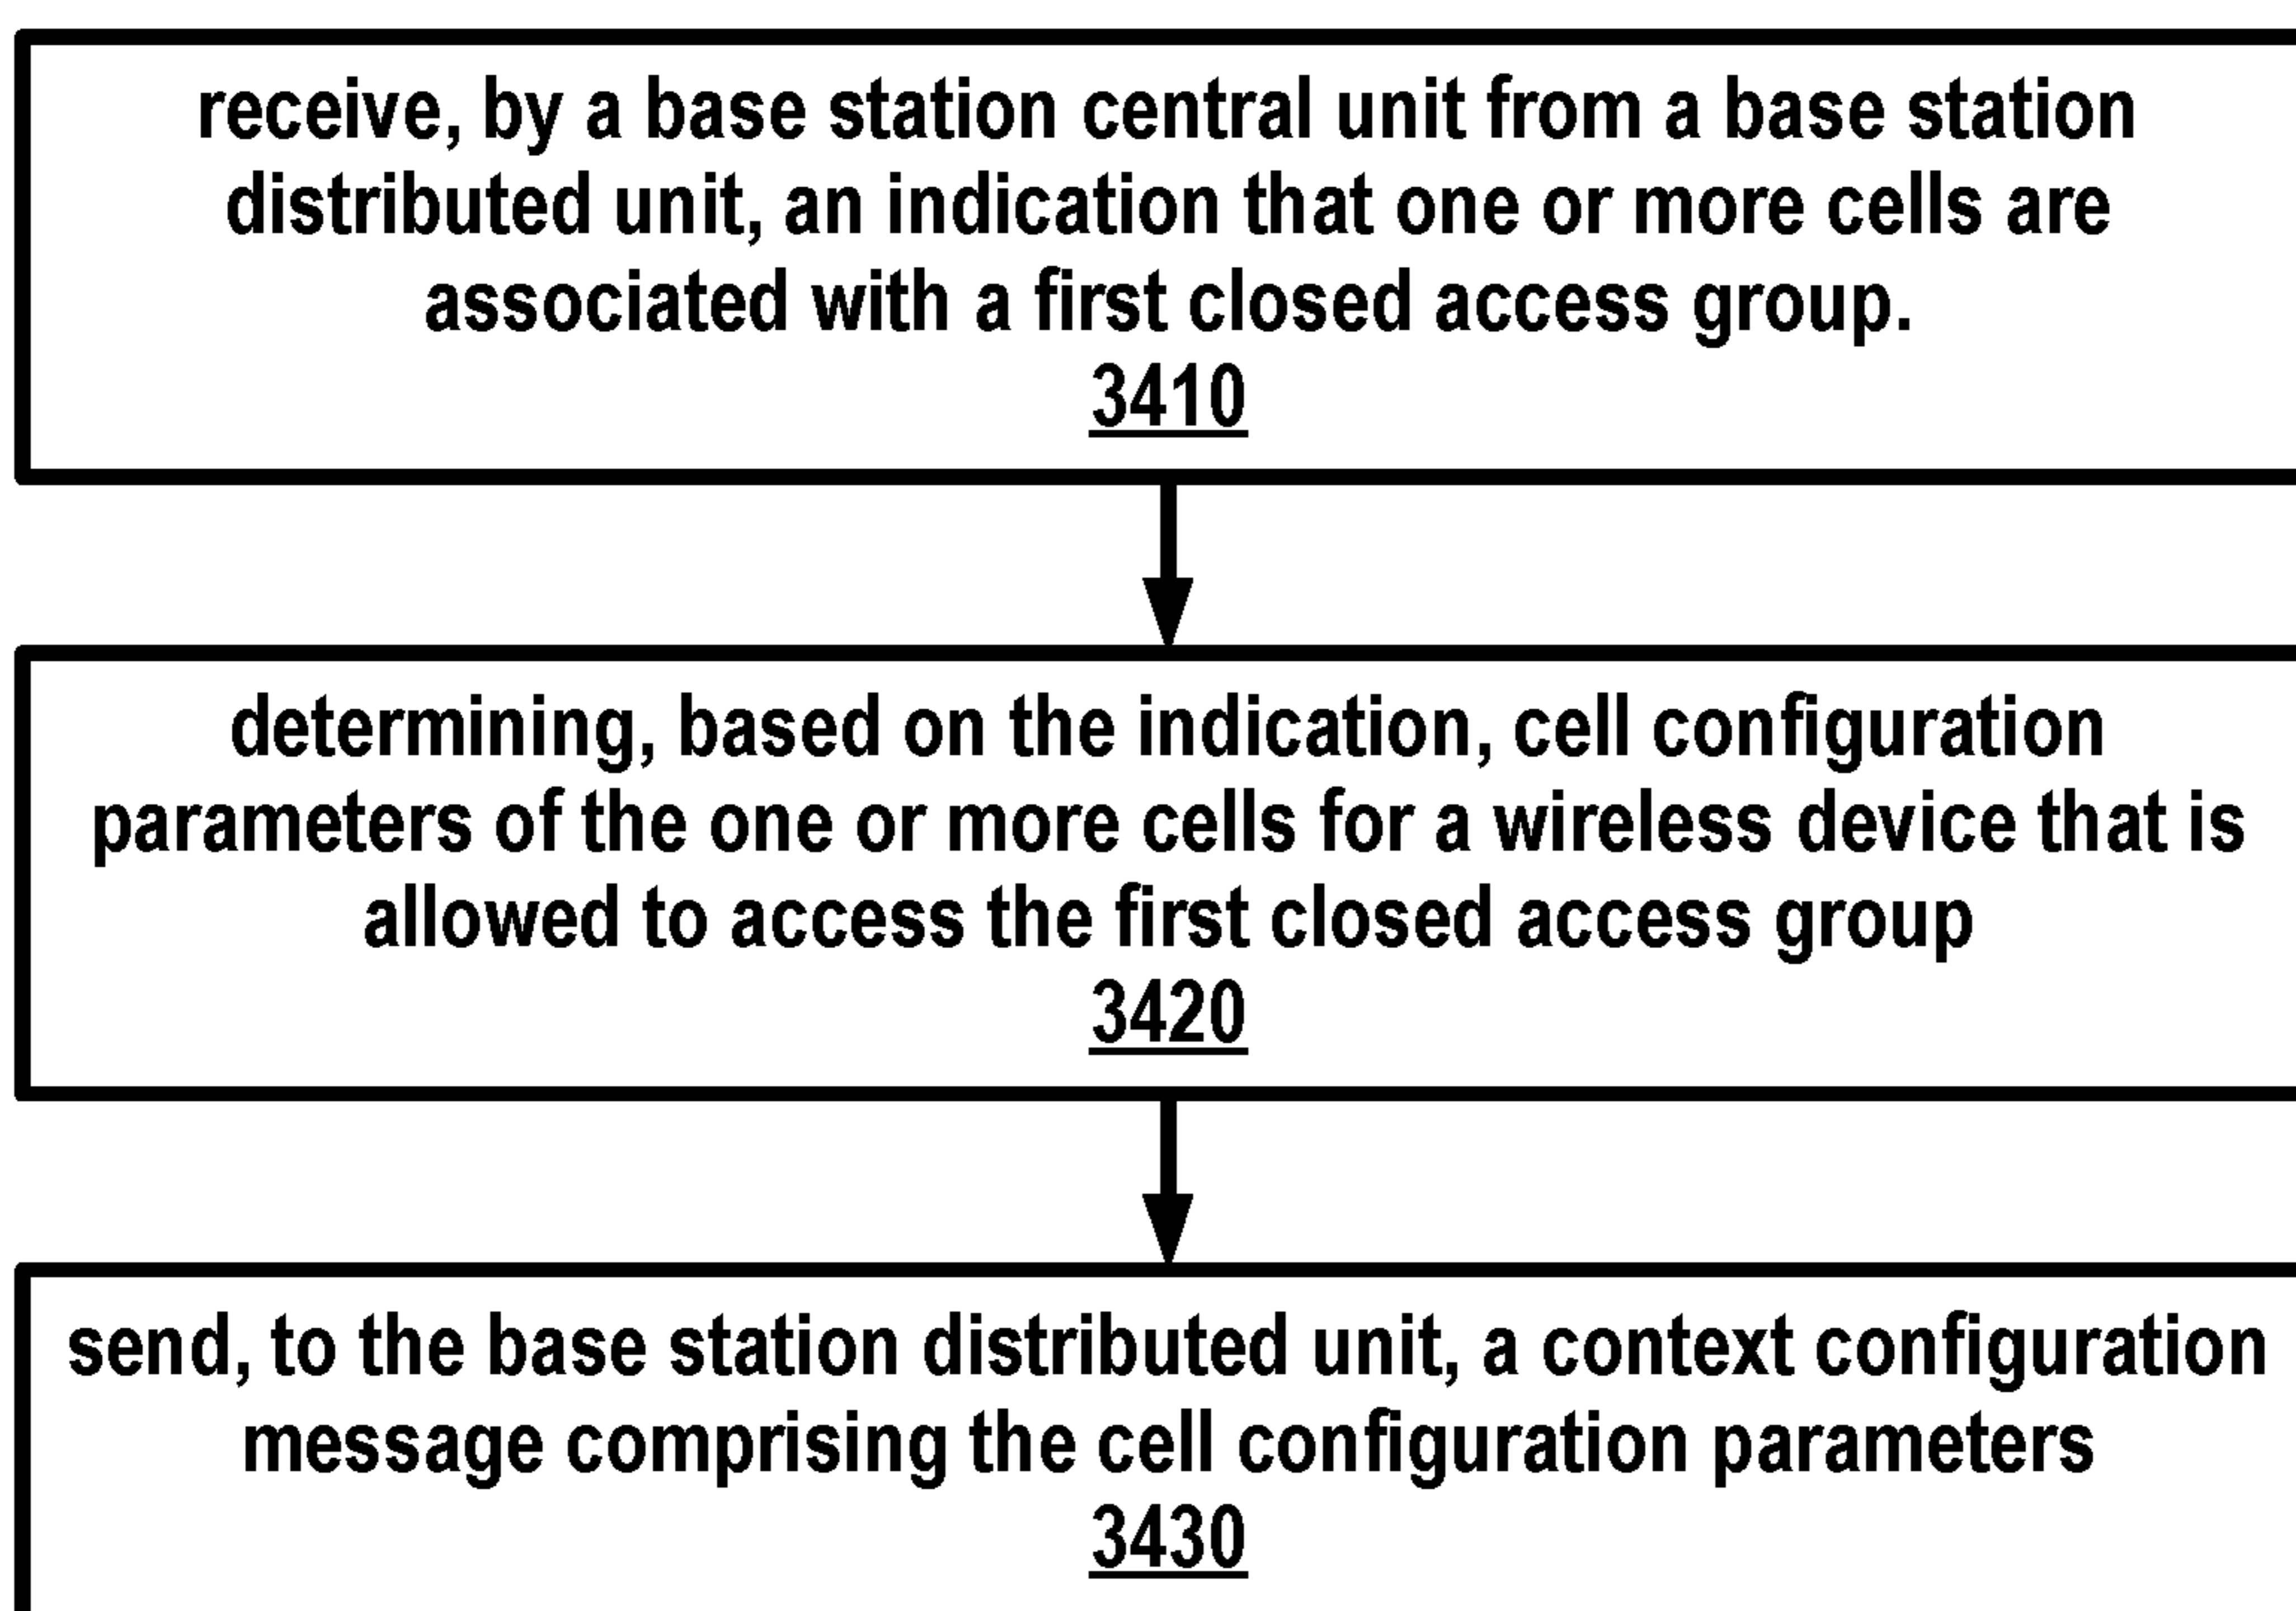 receive, by a base station central unit from a base station
distributed unit, an indication that one or more cells are
associated with a first closed access group.
3410
determining, based on the indication, cell configuration
parameters of the one or more cells for a wireless device that is
allowed to access the first closed access group
3420
send, to the base station distributed unit, a context configuration
message comprising the cell configuration parameters
3430